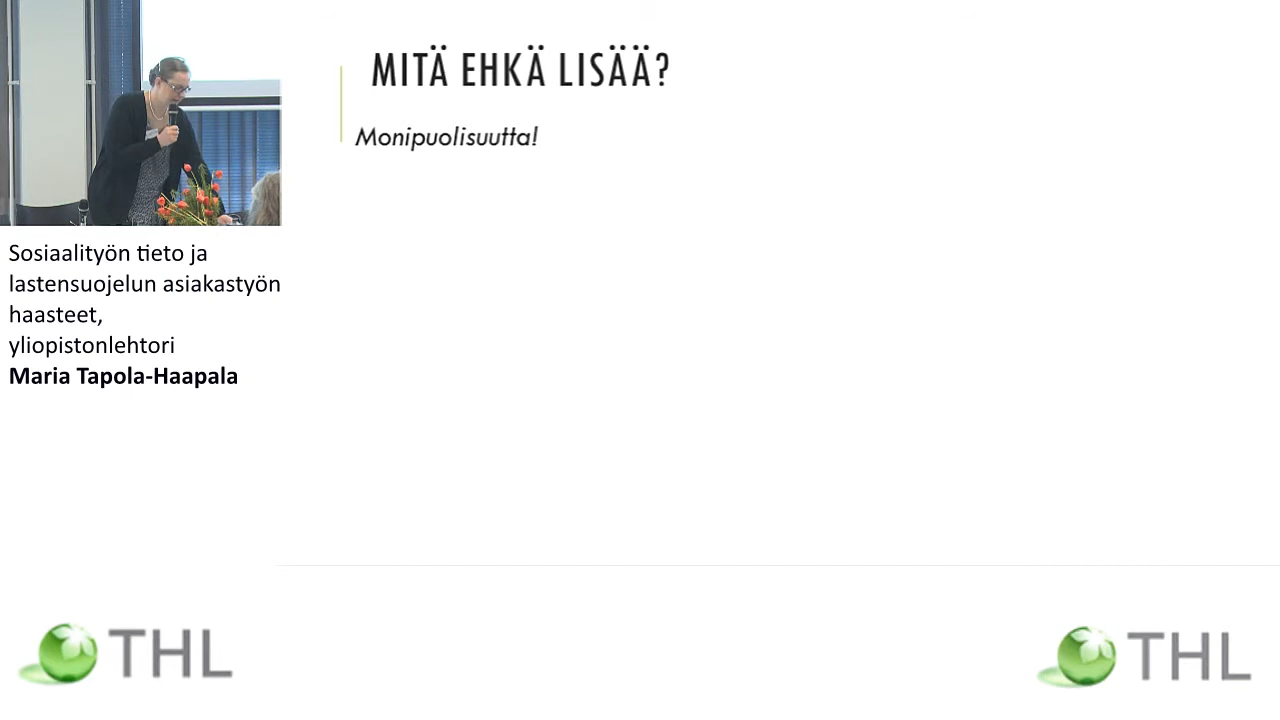 MITÄ EHKÄ LISÄÄ?
Monipuolisuutta!
Sosiaalityön tieto ja
lastensuojelun asiakastyön
haasteet,
yliopistonlehtori
Maria Tapola-Haapala
THL
THL